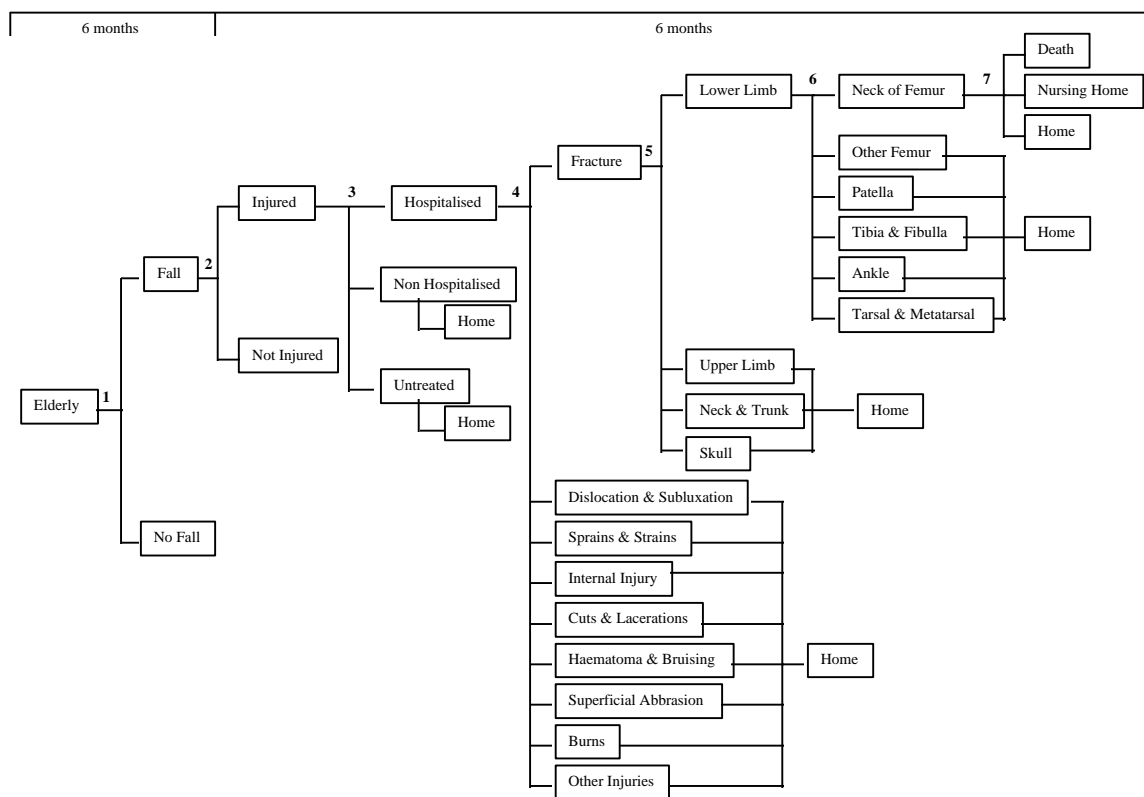 6 months
6 months
Death
Lower Limb
6
Neck of Femur
7
Nursing Home
Home
Fracture
5
Other Femur
Injured
3
Hospitalised
4
Patella
Tibia & Fibulla
Home
Fall
2
Non Hospitalised
Ankle
Home
Tarsal & Metatarsal
Not Injured
Upper Limb
Untreated
Elderly
1
Neck & Trunk
Home
Home
Skull
Dislocation & Subluxation
No Fall
Sprains & Strains
Internal Injury
Cuts & Lacerations
Haematoma & Bruising
Home
Superficial Abbrasion
Burns
Other Injuries